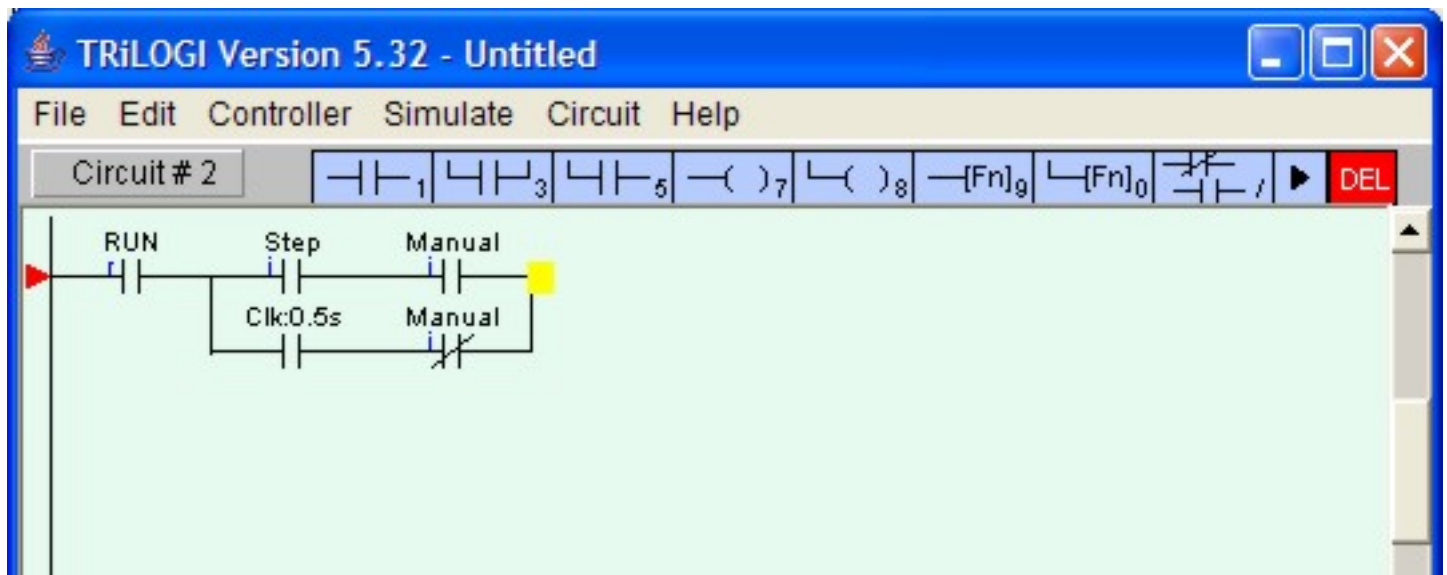 TRiLOGI Version 5.32 - Untitled
File Edit Controller Simulate Circuit Help
Circuit # 2 1 3 5 ( )7 ( )8 [Fn]9 [Fn]0 / DEL
RUN Step Manual
r i i
Clk:0.5s Manual
i